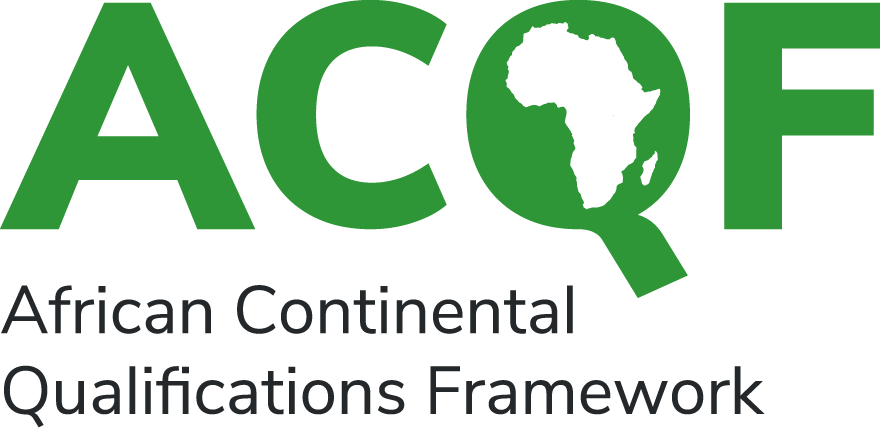 ACQF
African Continental
Qualifications Framework